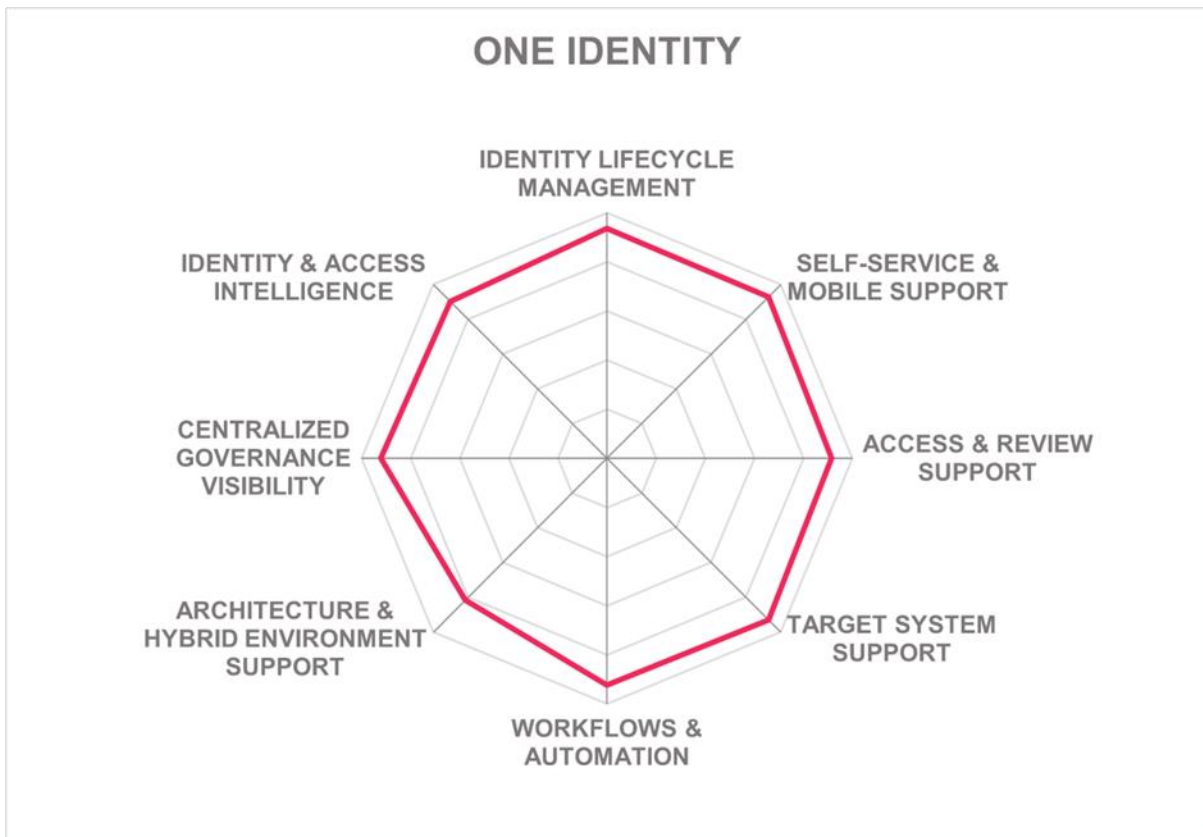 ONE IDENTITY
IDENTITY LIFECYCLE
MANAGEMENT
IDENTITY & ACCESS
INTELLIGENCE
SELF-SERVICE &
MOBILE SUPPORT
CENTRALIZED
GOVERNANCE
VISIBILITY
ACCESS & REVIEW
SUPPORT
ARCHITECTURE &
HYBRID ENVIRONMENT
SUPPORT
TARGET SYSTEM
SUPPORT
WORKFLOWS &
AUTOMATION